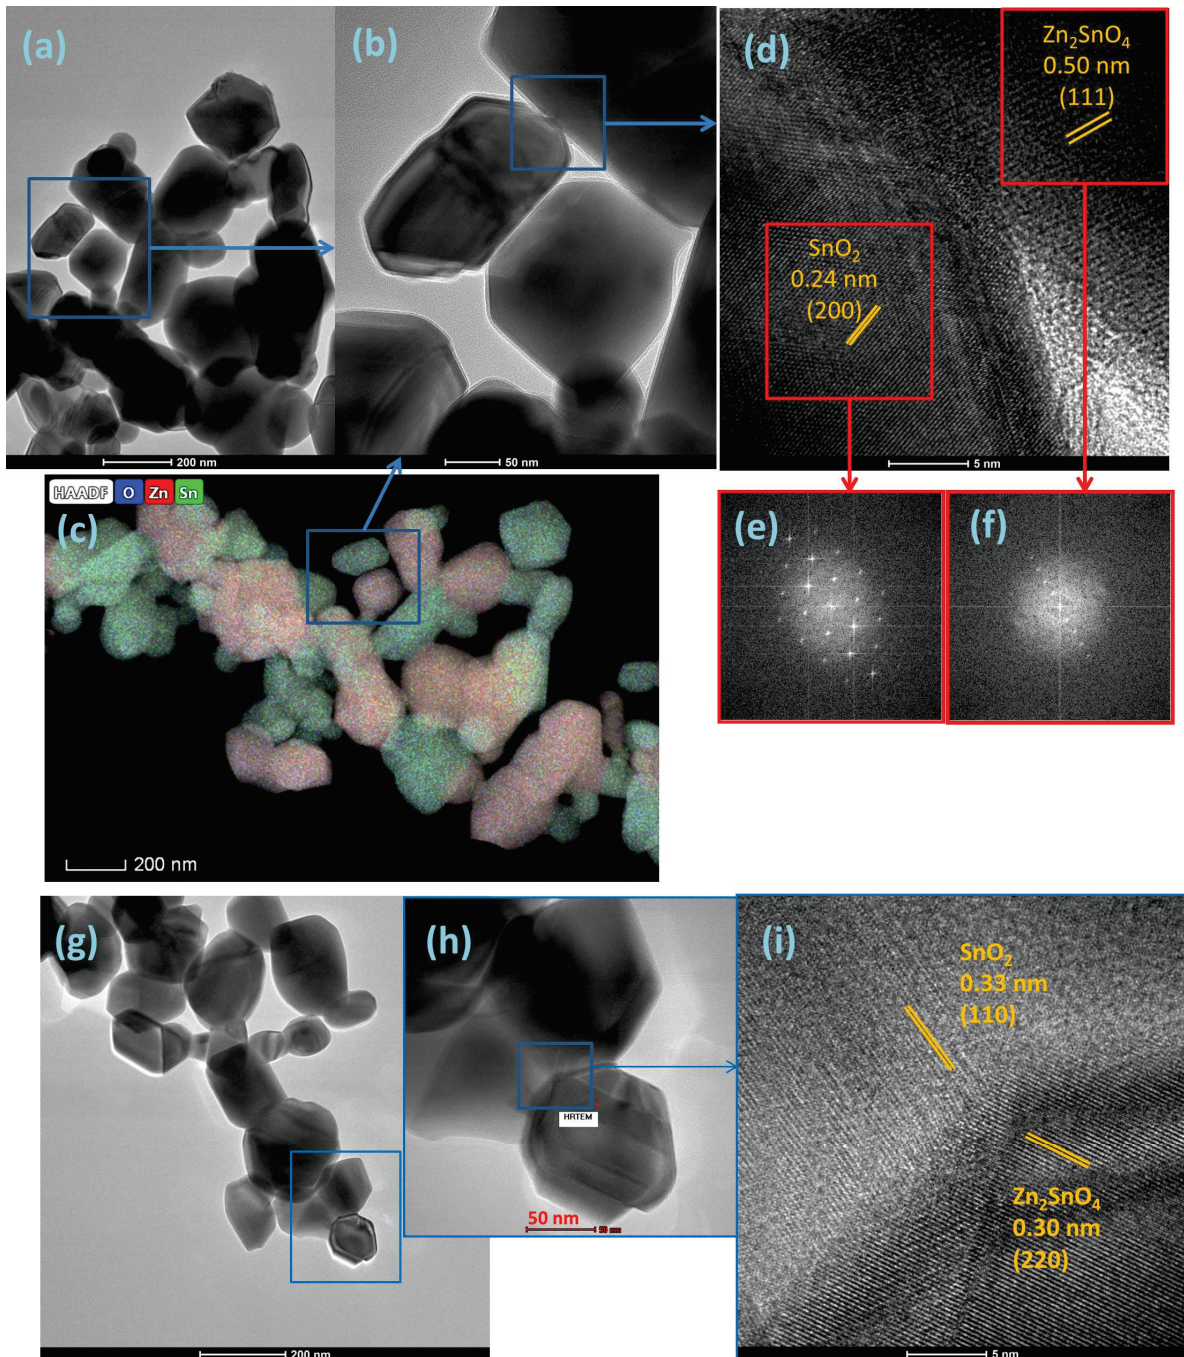 (a)
200 nm
(b)
50 nm
(d)
Zn₂SnO₄
0.50 nm
(111)
SnO₂
0.24 nm
(200)
5 nm
HAADF O Zn Sn
(c)
200 nm
(e)
(f)
(g)
200 nm
(h)
HRTEM
50 nm
50 nm
(i)
SnO₂
0.33 nm
(110)
Zn₂SnO₄
0.30 nm
(220)
5 nm